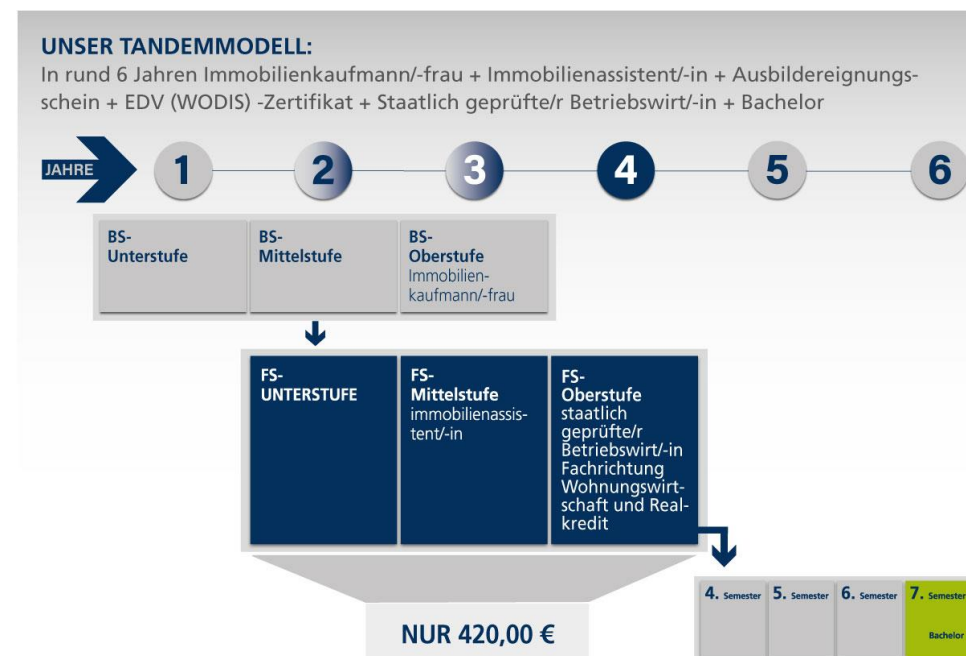 UNSER TANDEMMODELL:
In rund 6 Jahren Immobilienkaufmann/-frau + Immobilienassistent/-in + Ausbildereignungs-
schein + EDV (WODIS) -Zertifikat + Staatlich geprüfte/r Betriebswirt/-in + Bachelor
JAHRE
1
2
3
4
5
6
BS-
Unterstufe
BS-
Mittelstufe
BS-
Oberstufe
Immobilien-
kaufmann/-frau
FS-
UNTERSTUFE
FS-
Mittelstufe
immobilienassis-
tent/-in
FS-
Oberstufe
staatlich
geprüfte/r
Betriebswirt/-in
Fachrichtung
Wohnungswirt-
schaft und Real-
kredit
4. Semester
5. Semester
6. Semester
7. Semester
Bachelor
NUR 420,00 €